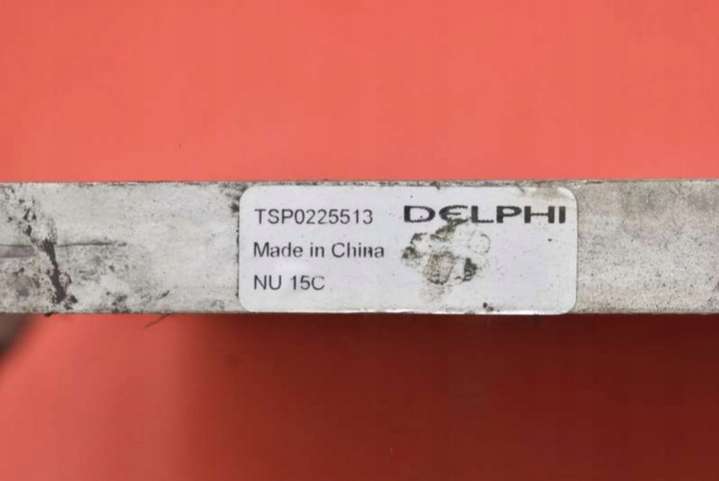 TSP0225513 DELPHI
Made in China
NU 15C